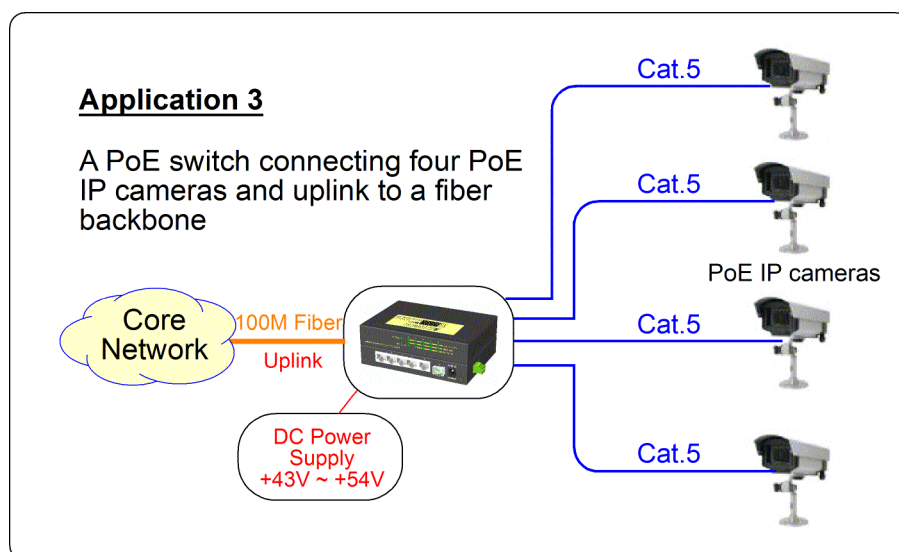 Application 3
A PoE switch connecting four PoE
IP cameras and uplink to a fiber
backbone
Cat.5
Cat.5
PoE IP cameras
Cat.5
Cat.5
Core
Network
100M Fiber
Uplink
DC Power
Supply
+43V ~ +54V